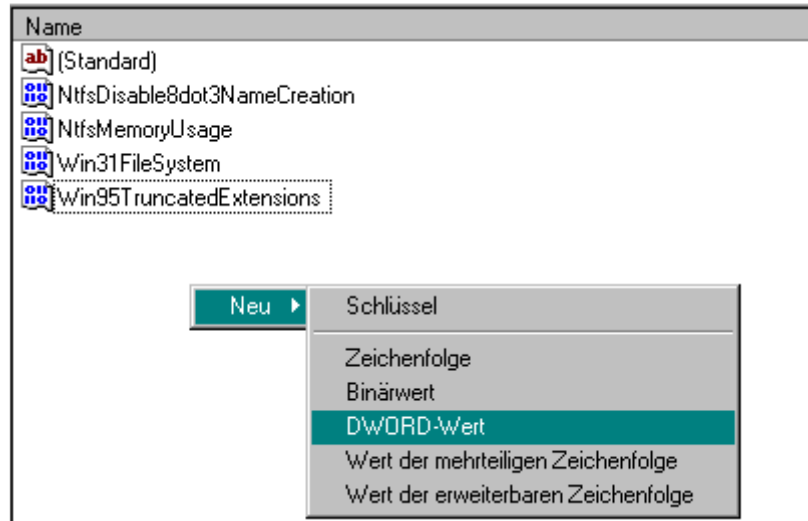 Name
(Standard)
NtfsDisable8dot3NameCreation
NtfsMemoryUsage
Win31FileSystem
Win95TruncatedExtensions
Neu
Schlüssel
Zeichenfolge
Binärwert
DWORD-Wert
Wert der mehrteiligen Zeichenfolge
Wert der erweiterbaren Zeichenfolge